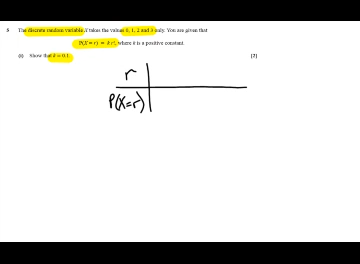 5 The discrete random variable X takes the values 0, 1, 2 and 3 only. You are given that
P(X = r) = k r!, where k is a positive constant.
(i) Show that k = 0.1. [2]
r
P(X=r)